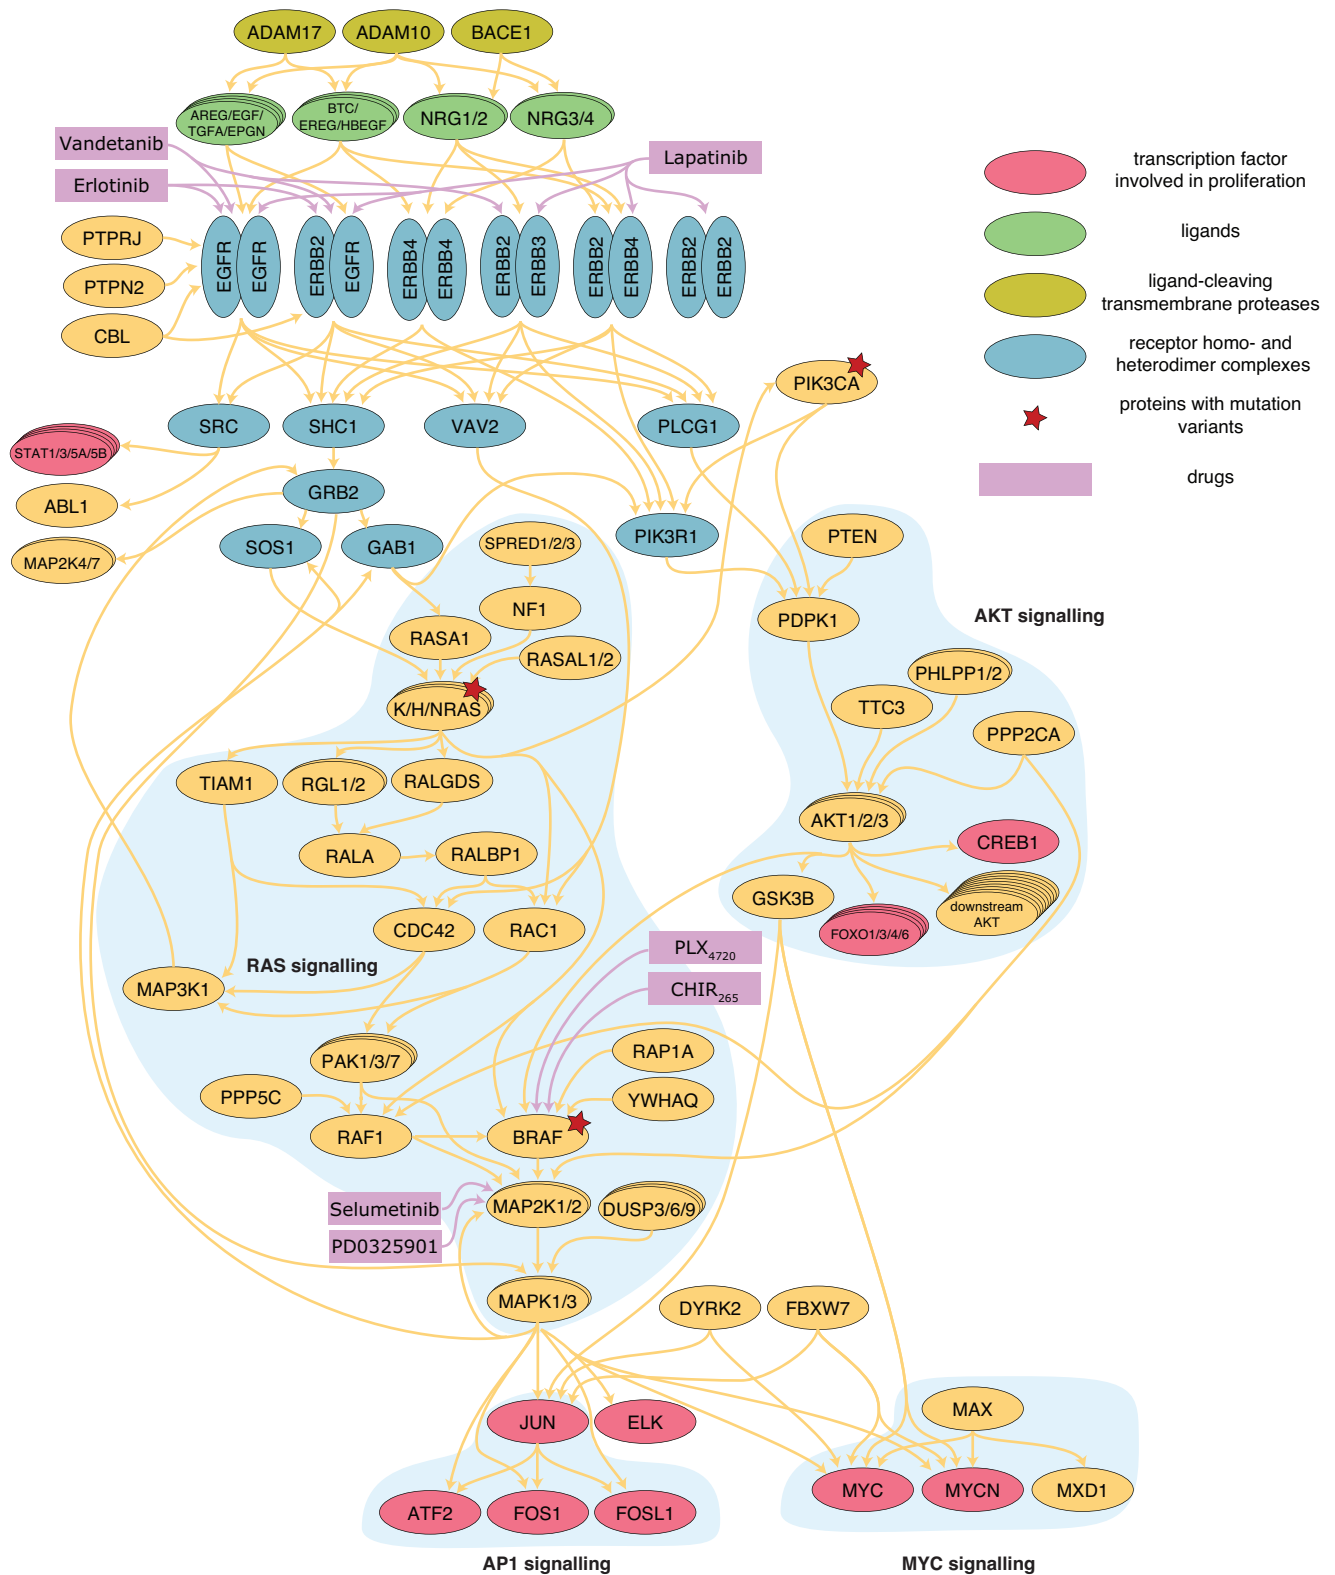 ADAM17
ADAM10
BACE1
AREG/EGF/
TGFA/EPGN
BTC/
EREG/HBEGF
NRG1/2
NRG3/4
Vandetanib
Lapatinib
Erlotinib
transcription factor
involved in proliferation
ligands
ligand-cleaving
transmembrane proteases
receptor homo- and
heterodimer complexes
proteins with mutation
variants
drugs
PTPRJ
PTPN2
CBL
EGFR
EGFR
ERBB2
EGFR
ERBB4
ERBB4
ERBB2
ERBB3
ERBB2
ERBB4
ERBB2
ERBB2
PIK3CA
SRC
SHC1
VAV2
PLCG1
STAT1/3/5A/5B
ABL1
GRB2
MAP2K4/7
SOS1
GAB1
SPRED1/2/3
PIK3R1
PTEN
NF1
PDPK1
AKT signalling
RASA1
RASAL1/2
PHLPP1/2
K/H/NRAS
TTC3
PPP2CA
TIAM1
RGL1/2
RALGDS
AKT1/2/3
RALA
RALBP1
CREB1
GSK3B
downstream
AKT
CDC42
RAC1
FOXO1/3/4/6
RAS signalling
PLX4720
MAP3K1
CHIR265
PAK1/3/7
RAP1A
PPP5C
YWHAQ
RAF1
BRAF
Selumetinib
MAP2K1/2
DUSP3/6/9
PD0325901
MAPK1/3
DYRK2
FBXW7
JUN
ELK
MAX
MYC
MYCN
MXD1
ATF2
FOS1
FOSL1
AP1 signalling
MYC signalling